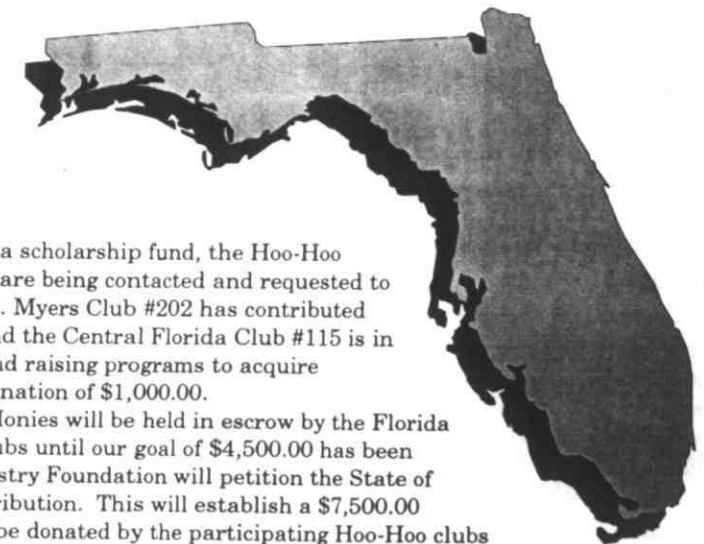 a scholarship fund, the Hoo-Hoo
are being contacted and requested to
. Myers Club #202 has contributed
the Central Florida Club #115 is in
raising programs to acquire
nation of $1,000.00.
onies will be held in escrow by the Florida
ubs until our goal of $4,500.00 has been
stry Foundation will petition the State of
ribution. This will establish a $7,500.00
be donated by the participating Hoo-Hoo clubs